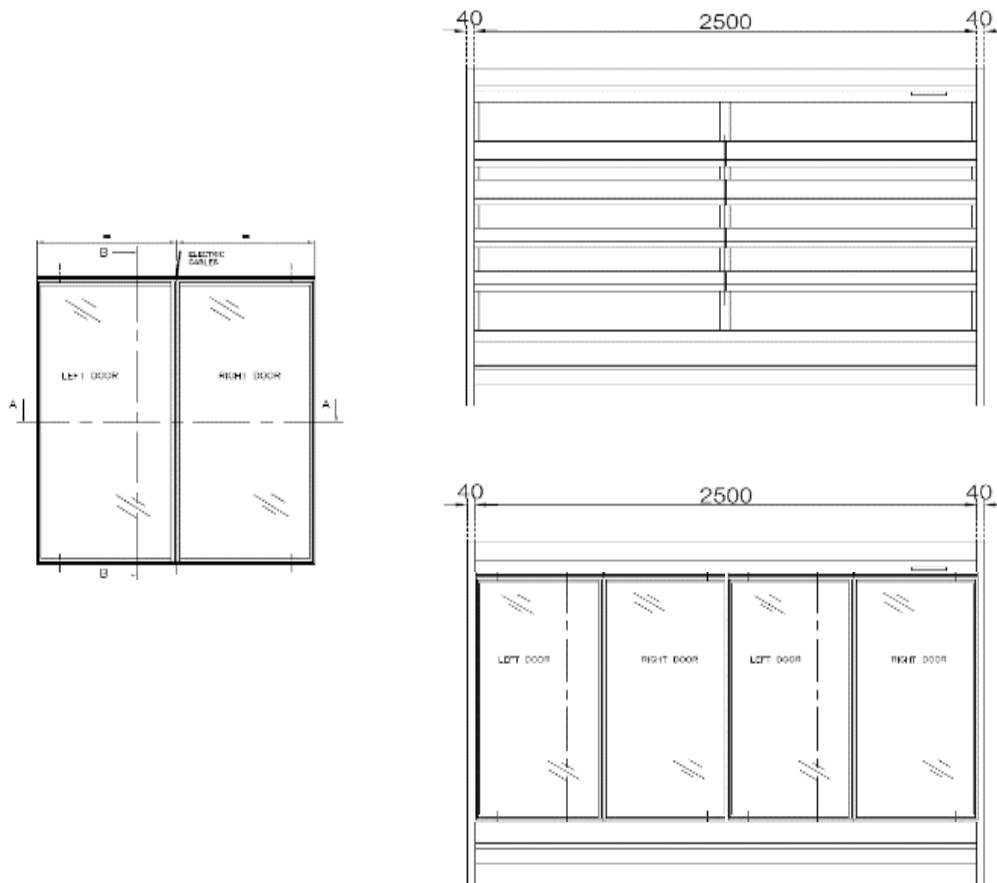 40 2500 40
B ELECTRIC
CABLES
LEFT DOOR RIGHT DOOR
A A
B
40 2500 40
LEFT DOOR RIGHT DOOR LEFT DOOR RIGHT DOOR